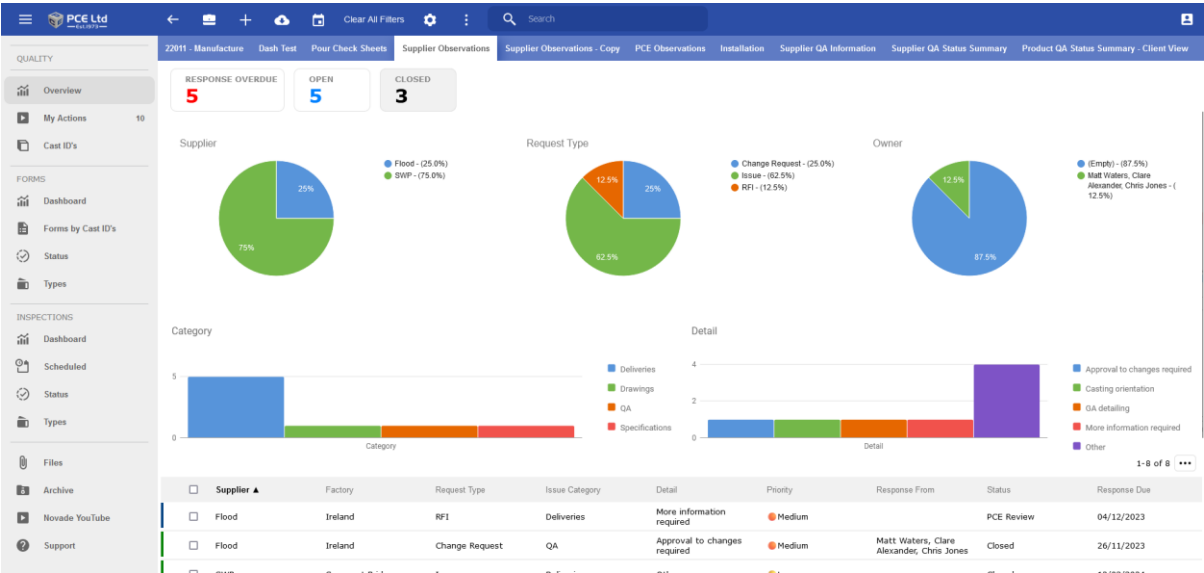 PCE Ltd
Est.1973
Clear All Filters
Search
22011 - Manufacture Dash Test Pour Check Sheets Supplier Observations Supplier Observations - Copy PCE Observations Installation Supplier QA Information Supplier QA Status Summary Product QA Status Summary - Client View
QUALITY
Overview
My Actions 10
Cast ID's
FORMS
Dashboard
Forms by Cast ID's
Status
Types
INSPECTIONS
Dashboard
Scheduled
Status
Types
Files
Archive
Novade YouTube
Support
RESPONSE OVERDUE
5
OPEN
5
CLOSED
3
Supplier
25%
75%
Flood - (25.0%)
SWP - (75.0%)
Request Type
12.5%
25%
62.5%
Change Request - (25.0%)
Issue - (62.5%)
RFI - (12.5%)
Owner
12.5%
87.5%
(Empty) - (87.5%)
Matt Waters, Clare
Alexander, Chris Jones - (
12.5%)
Category
5
0
Category
Deliveries
Drawings
QA
Specifications
Detail
4
2
0
Detail
Approval to changes required
Casting orientation
GA detailing
More information required
Other
1-8 of 8
Supplier ▲ Factory Request Type Issue Category Detail Priority Response From Status Response Due
Flood Ireland RFI Deliveries More information required Medium PCE Review 04/12/2023
Flood Ireland Change Request QA Approval to changes required Medium Matt Waters, Clare Alexander, Chris Jones Closed 26/11/2023